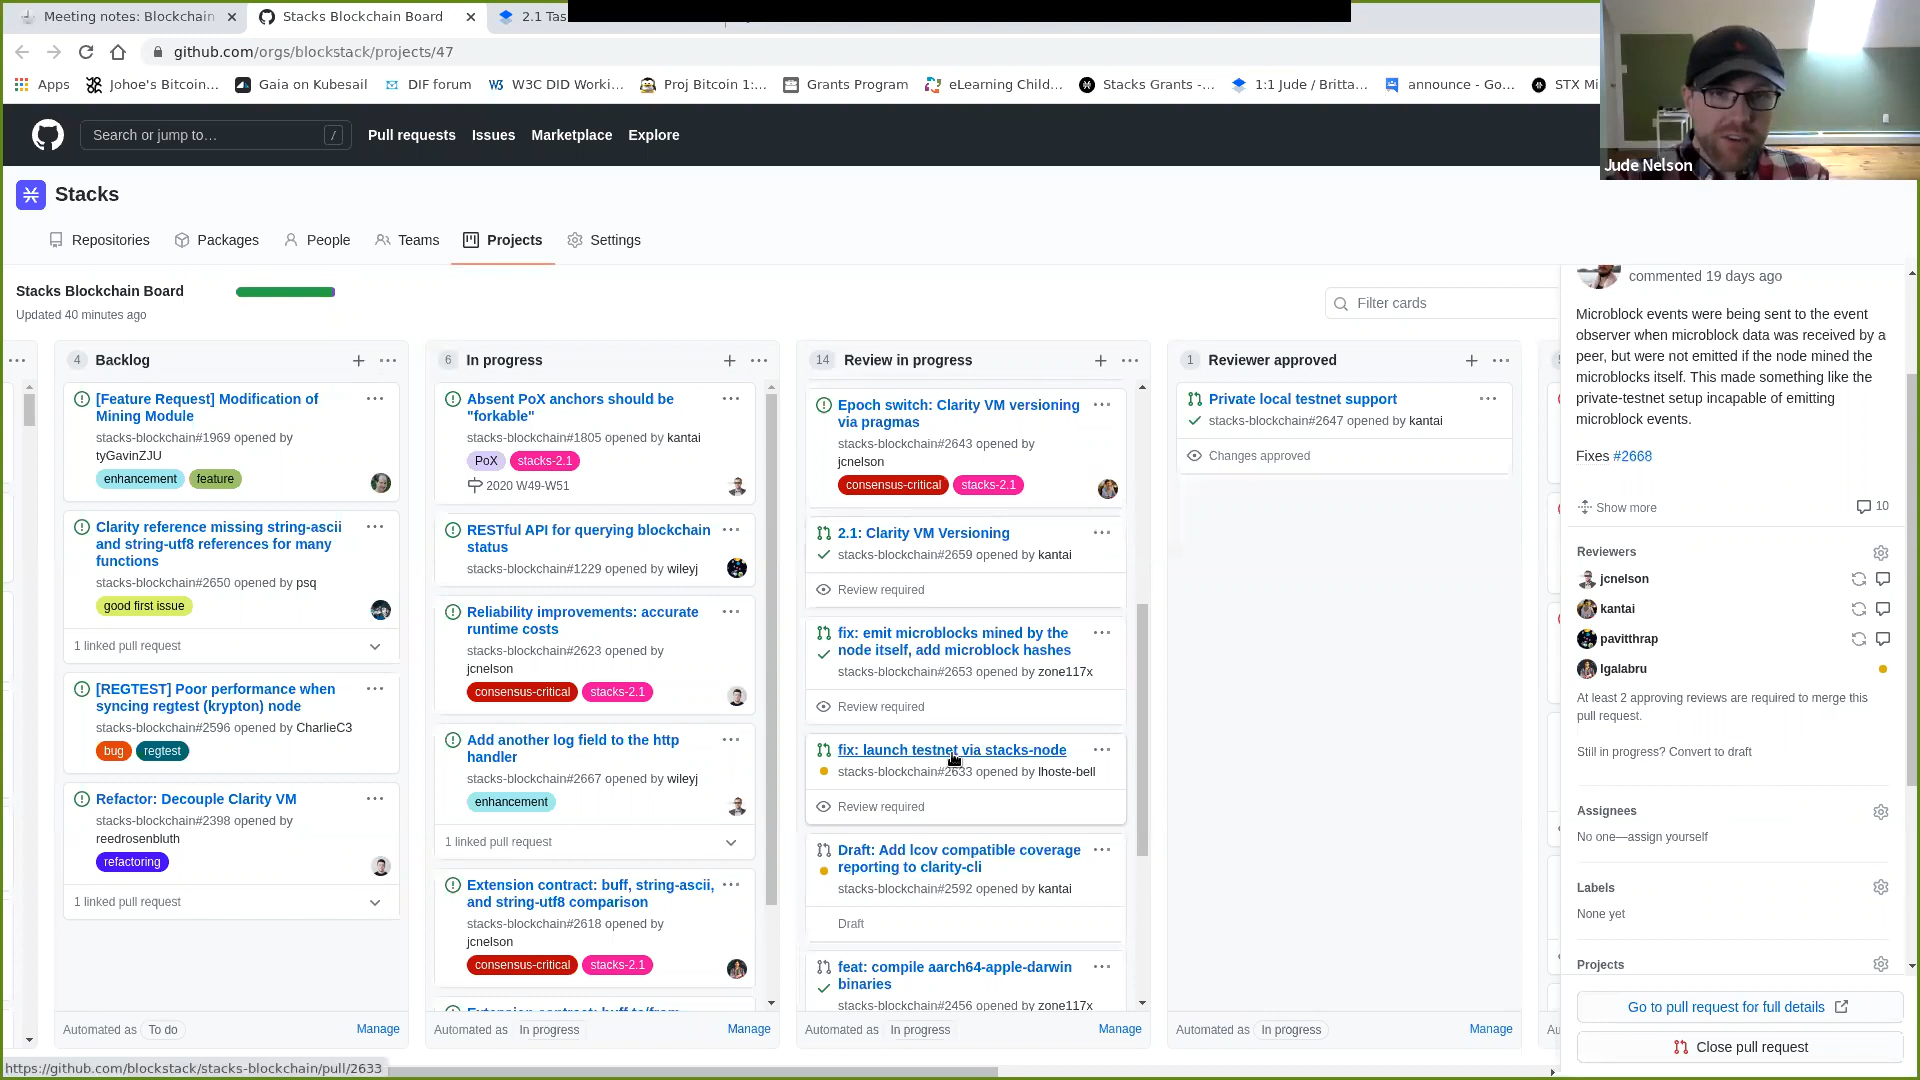 Meeting notes: Blockchain
Stacks Blockchain Board
2.1 Tas
github.com/orgs/blockstack/projects/47
Apps
Johoe's Bitcoin...
Gaia on Kubesail
DIF forum
W3C DID Worki...
Proj Bitcoin 1:...
Grants Program
eLearning Child...
Stacks Grants -...
1:1 Jude / Britta...
announce - Go...
STX Mi
Jude Nelson
Search or jump to…
/
Pull requests
Issues
Marketplace
Explore
Stacks
Repositories
Packages
People
Teams
Projects
Settings
Stacks Blockchain Board
Updated 40 minutes ago
Filter cards
4 Backlog
[Feature Request] Modification of
Mining Module
stacks-blockchain#1969 opened by
tyGavinZJU
enhancement feature
Clarity reference missing string-ascii
and string-utf8 references for many
functions
stacks-blockchain#2650 opened by psq
good first issue
1 linked pull request
[REGTEST] Poor performance when
syncing regtest (krypton) node
stacks-blockchain#2596 opened by CharlieC3
bug regtest
Refactor: Decouple Clarity VM
stacks-blockchain#2398 opened by
reedrosenbluth
refactoring
1 linked pull request
Automated as To do Manage
6 In progress
Absent PoX anchors should be
"forkable"
stacks-blockchain#1805 opened by kantai
PoX stacks-2.1
2020 W49-W51
RESTful API for querying blockchain
status
stacks-blockchain#1229 opened by wileyj
Reliability improvements: accurate
runtime costs
stacks-blockchain#2623 opened by
jcnelson
consensus-critical stacks-2.1
Add another log field to the http
handler
stacks-blockchain#2667 opened by wileyj
enhancement
1 linked pull request
Extension contract: buff, string-ascii,
and string-utf8 comparison
stacks-blockchain#2618 opened by
jcnelson
consensus-critical stacks-2.1
Extension contract: buff to/from
Automated as In progress Manage
14 Review in progress
Epoch switch: Clarity VM versioning
via pragmas
stacks-blockchain#2643 opened by
jcnelson
consensus-critical stacks-2.1
2.1: Clarity VM Versioning
stacks-blockchain#2659 opened by kantai
Review required
fix: emit microblocks mined by the
node itself, add microblock hashes
stacks-blockchain#2653 opened by zone117x
Review required
fix: launch testnet via stacks-node
stacks-blockchain#2633 opened by lhoste-bell
Review required
Draft: Add lcov compatible coverage
reporting to clarity-cli
stacks-blockchain#2592 opened by kantai
Draft
feat: compile aarch64-apple-darwin
binaries
stacks-blockchain#2456 opened by zone117x
Automated as In progress Manage
1 Reviewer approved
Private local testnet support
stacks-blockchain#2647 opened by kantai
Changes approved
Automated as In progress Manage
Au
commented 19 days ago
Microblock events were being sent to the event
observer when microblock data was received by a
peer, but were not emitted if the node mined the
microblocks itself. This made something like the
private-testnet setup incapable of emitting
microblock events.
Fixes #2668
Show more 10
Reviewers
jcnelson
kantai
pavitthrap
lgalabru
At least 2 approving reviews are required to merge this
pull request.
Still in progress? Convert to draft
Assignees
No one—assign yourself
Labels
None yet
Projects
Go to pull request for full details
Close pull request
https://github.com/blockstack/stacks-blockchain/pull/2633